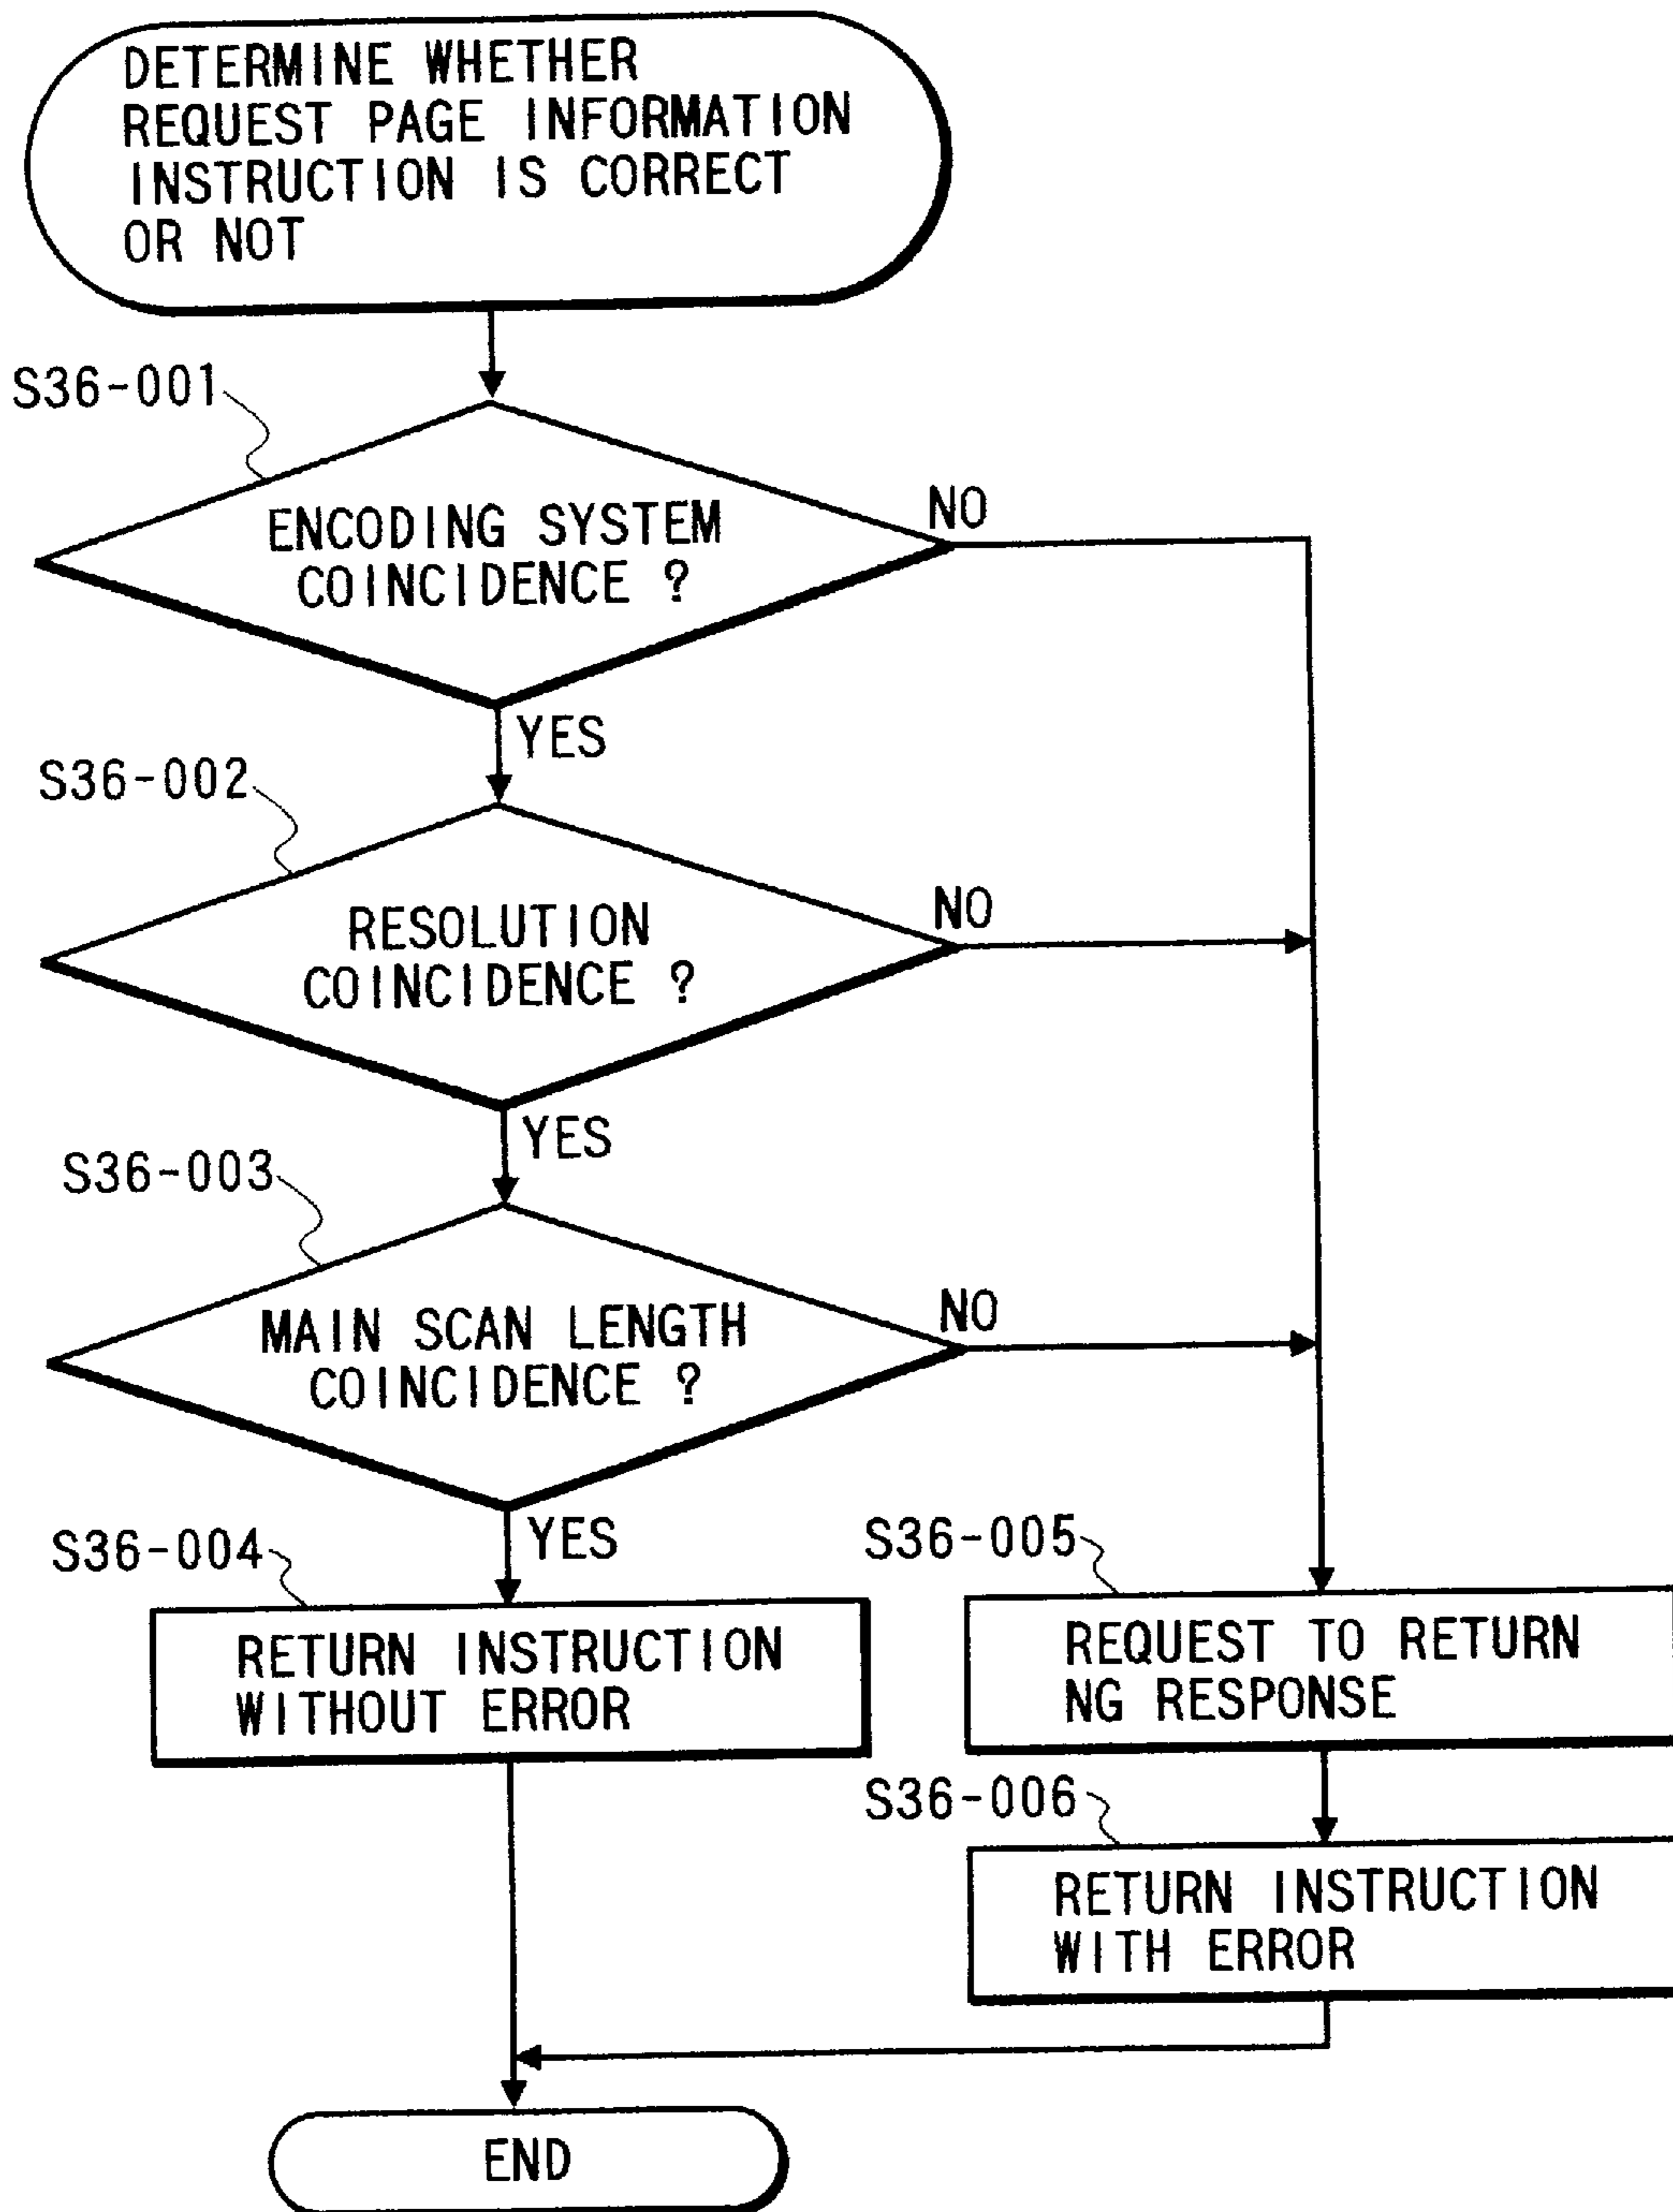 DETERMINE WHETHER
REQUEST PAGE INFORMATION
INSTRUCTION IS CORRECT
OR NOT
S36-001
ENCODING SYSTEM
COINCIDENCE ?
NO
YES
S36-002
RESOLUTION
COINCIDENCE ?
NO
YES
S36-003
MAIN SCAN LENGTH
COINCIDENCE ?
NO
YES
S36-004
RETURN INSTRUCTION
WITHOUT ERROR
S36-005
REQUEST TO RETURN
NG RESPONSE
S36-006
RETURN INSTRUCTION
WITH ERROR
END